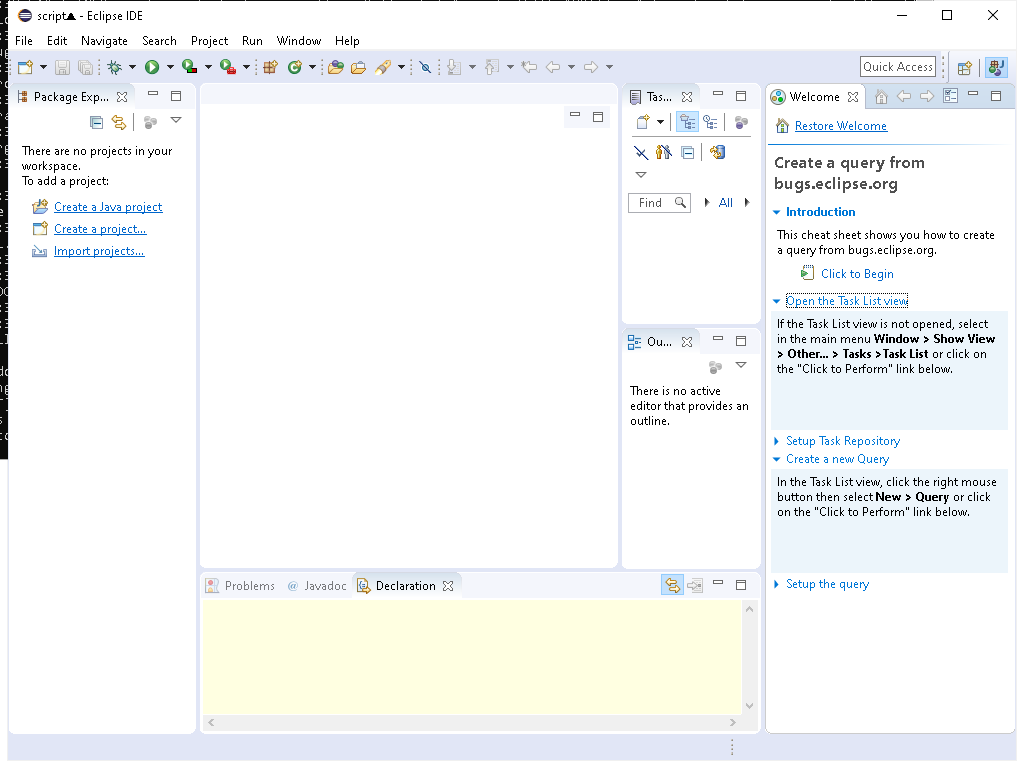 script▲ - Eclipse IDE
File Edit Navigate Search Project Run Window Help
Quick Access
Package Exp...
There are no projects in your
workspace.
To add a project:
Create a Java project
Create a project...
Import projects...
Tas...
Find
All
Ou...
There is no active
editor that provides an
outline.
Problems
@ Javadoc
Declaration
Welcome
Restore Welcome
Create a query from
bugs.eclipse.org
Introduction
This cheat sheet shows you how to create
a query from bugs.eclipse.org.
Click to Begin
Open the Task List view
If the Task List view is not opened, select
in the main menu Window > Show View
> Other... > Tasks >Task List or click on
the "Click to Perform" link below.
Setup Task Repository
Create a new Query
In the Task List view, click the right mouse
button then select New > Query or click
on the "Click to Perform" link below.
Setup the query